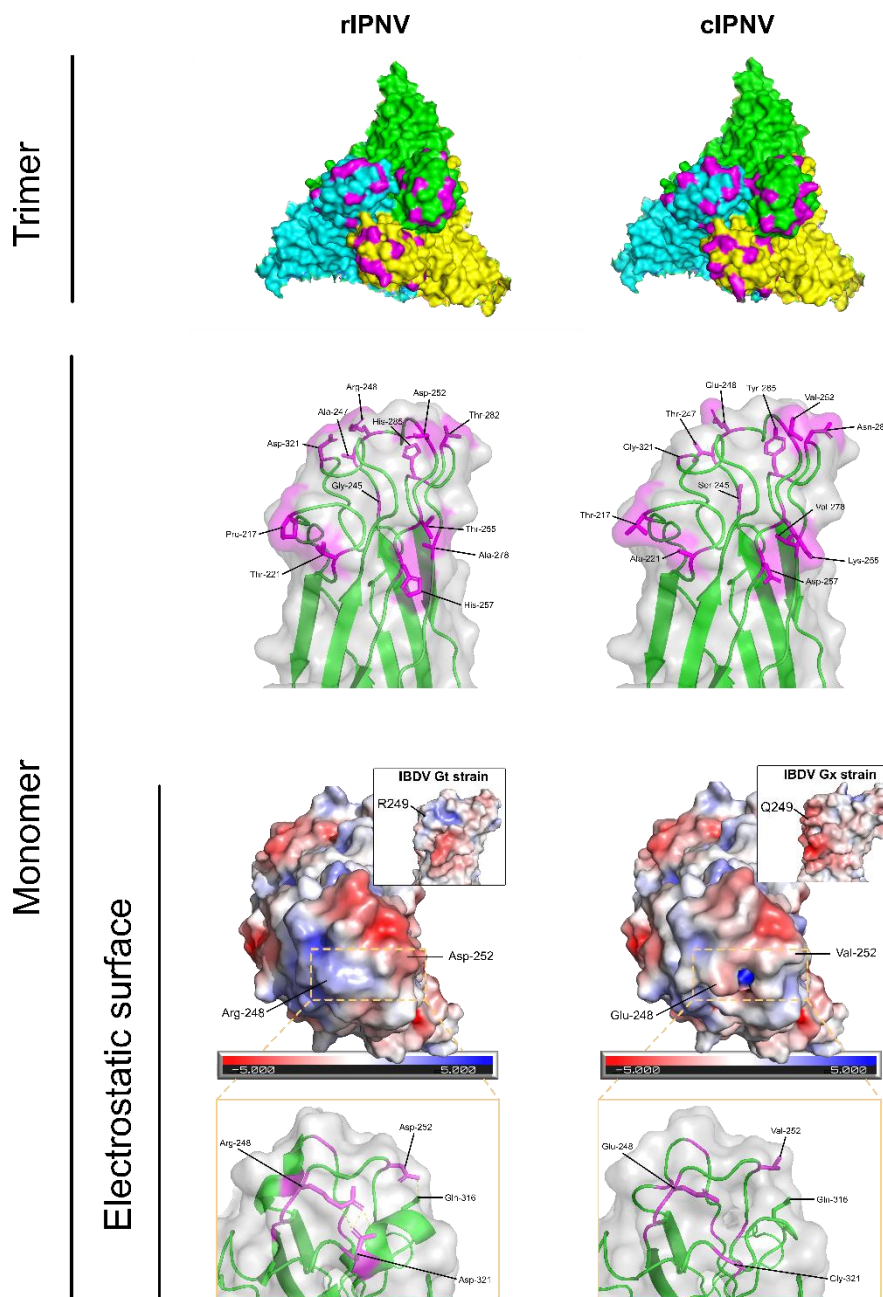 rIPNV
cIPNV
Trimer
Monomer
Arg-248
Asp-252
Ala-247
His-285
Thr-282
Asp-321
Gly-245
Pro-217
Thr-255
Ala-278
Thr-221
His-257
Glu-248
Tyr-285
Val-252
Thr-247
Asn-28
Gly-321
Ser-245
Thr-217
Val-278
Ala-221
Lys-255
Asp-257
Electrostatic surface
IBDV Gt strain
R249
Asp-252
Arg-248
-5.000
5.000
IBDV Gx strain
Q249
Val-252
Glu-248
-5.000
5.000
Asp-252
Arg-248
Gln-316
Asp-321
Val-252
Glu-248
Gln-316
Gly-321